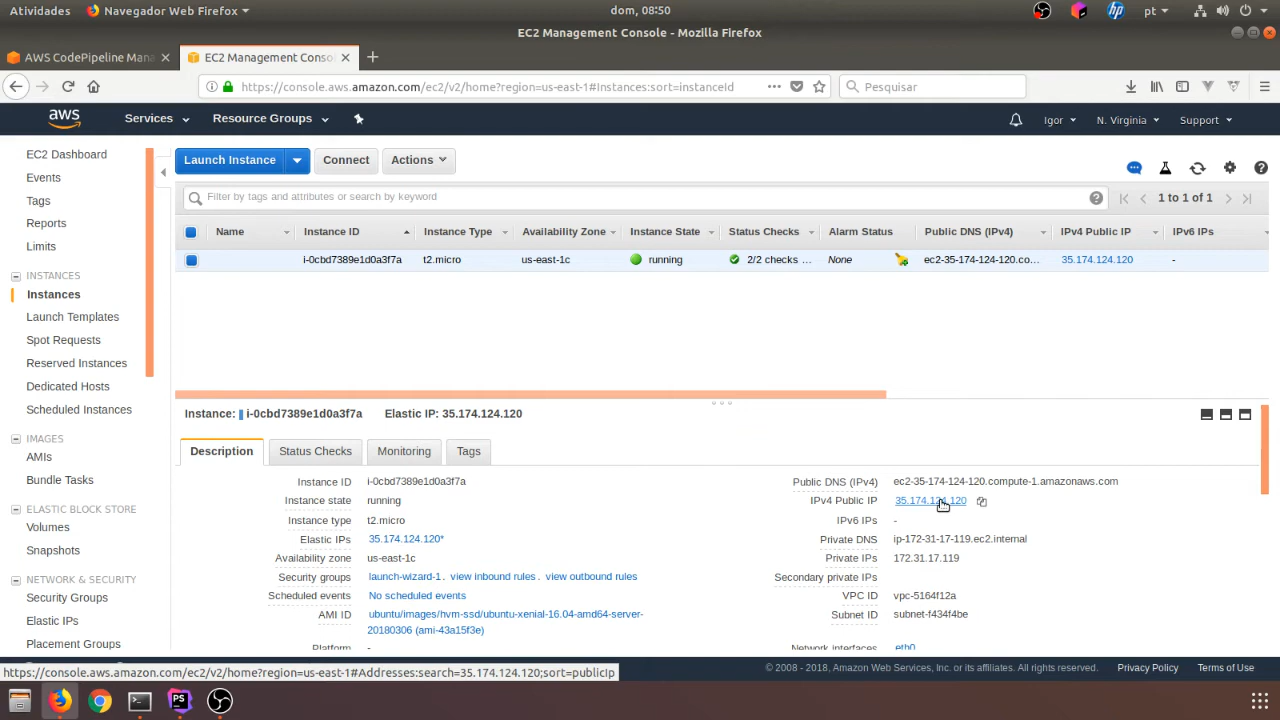 Atividades Navegador Web Firefox dom, 08:50 pt
EC2 Management Console - Mozilla Firefox
AWS CodePipeline Mana EC2 Management Conso
https://console.aws.amazon.com/ec2/v2/home?region=us-east-1#Instances:sort=instanceId Pesquisar
aws Services Resource Groups Igor N. Virginia Support
EC2 Dashboard
Events
Tags
Reports
Limits
INSTANCES
Instances
Launch Templates
Spot Requests
Reserved Instances
Dedicated Hosts
Scheduled Instances
IMAGES
AMIs
Bundle Tasks
ELASTIC BLOCK STORE
Volumes
Snapshots
NETWORK & SECURITY
Security Groups
Elastic IPs
Placement Groups
Launch Instance Connect Actions
Filter by tags and attributes or search by keyword 1 to 1 of 1
Name Instance ID Instance Type Availability Zone Instance State Status Checks Alarm Status Public DNS (IPv4) IPv4 Public IP IPv6 IPs
i-0cbd7389e1d0a3f7a t2.micro us-east-1c running 2/2 checks ... None ec2-35-174-124-120.co... 35.174.124.120 -
Instance: i-0cbd7389e1d0a3f7a Elastic IP: 35.174.124.120
Description Status Checks Monitoring Tags
Instance ID i-0cbd7389e1d0a3f7a Public DNS (IPv4) ec2-35-174-124-120.compute-1.amazonaws.com
Instance state running IPv4 Public IP 35.174.124.120
Instance type t2.micro IPv6 IPs -
Elastic IPs 35.174.124.120* Private DNS ip-172-31-17-119.ec2.internal
Availability zone us-east-1c Private IPs 172.31.17.119
Security groups launch-wizard-1. view inbound rules. view outbound rules Secondary private IPs
Scheduled events No scheduled events VPC ID vpc-5164f12a
AMI ID ubuntu/images/hvm-ssd/ubuntu-xenial-16.04-amd64-server-20180306 (ami-43a15f3e) Subnet ID subnet-f434f4be
Platform - Network interfaces eth0
https://console.aws.amazon.com/ec2/v2/home?region=us-east-1#Addresses:search=35.174.124.120;sort=publicIp
© 2008 - 2018, Amazon Web Services, Inc. or its affiliates. All rights reserved. Privacy Policy Terms of Use